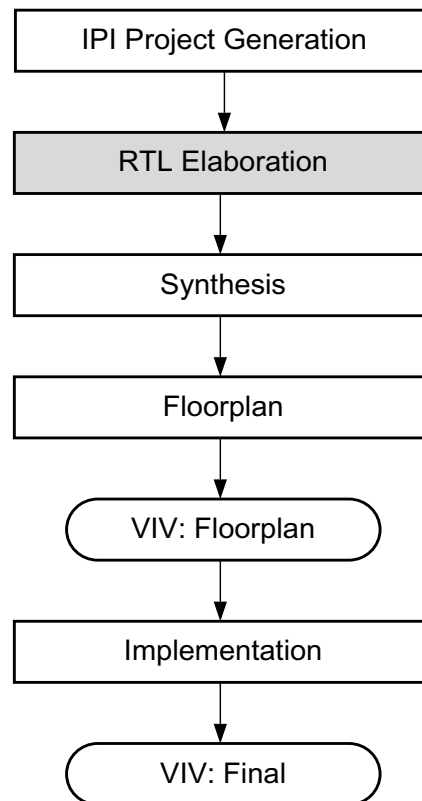 IPI Project Generation
RTL Elaboration
Synthesis
Floorplan
VIV: Floorplan
Implementation
VIV: Final